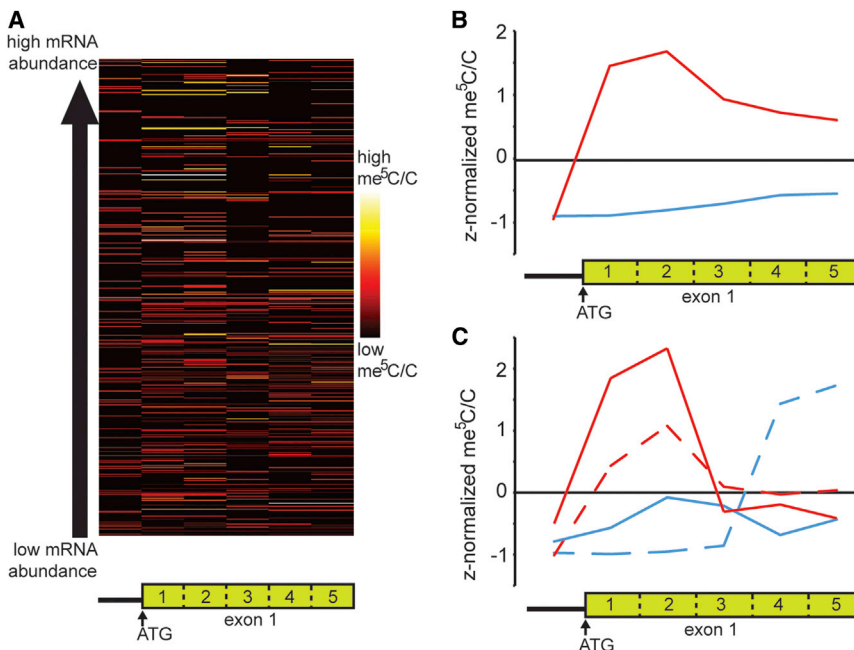 A
high mRNA
abundance
high
me⁵C/C
low
me⁵C/C
low mRNA
abundance
1 2 3 4 5
ATG
exon 1
B
z-normalized me⁵C/C
2
1
0
-1
1 2 3 4 5
ATG
exon 1
C
z-normalized me⁵C/C
2
1
0
-1
1 2 3 4 5
ATG
exon 1